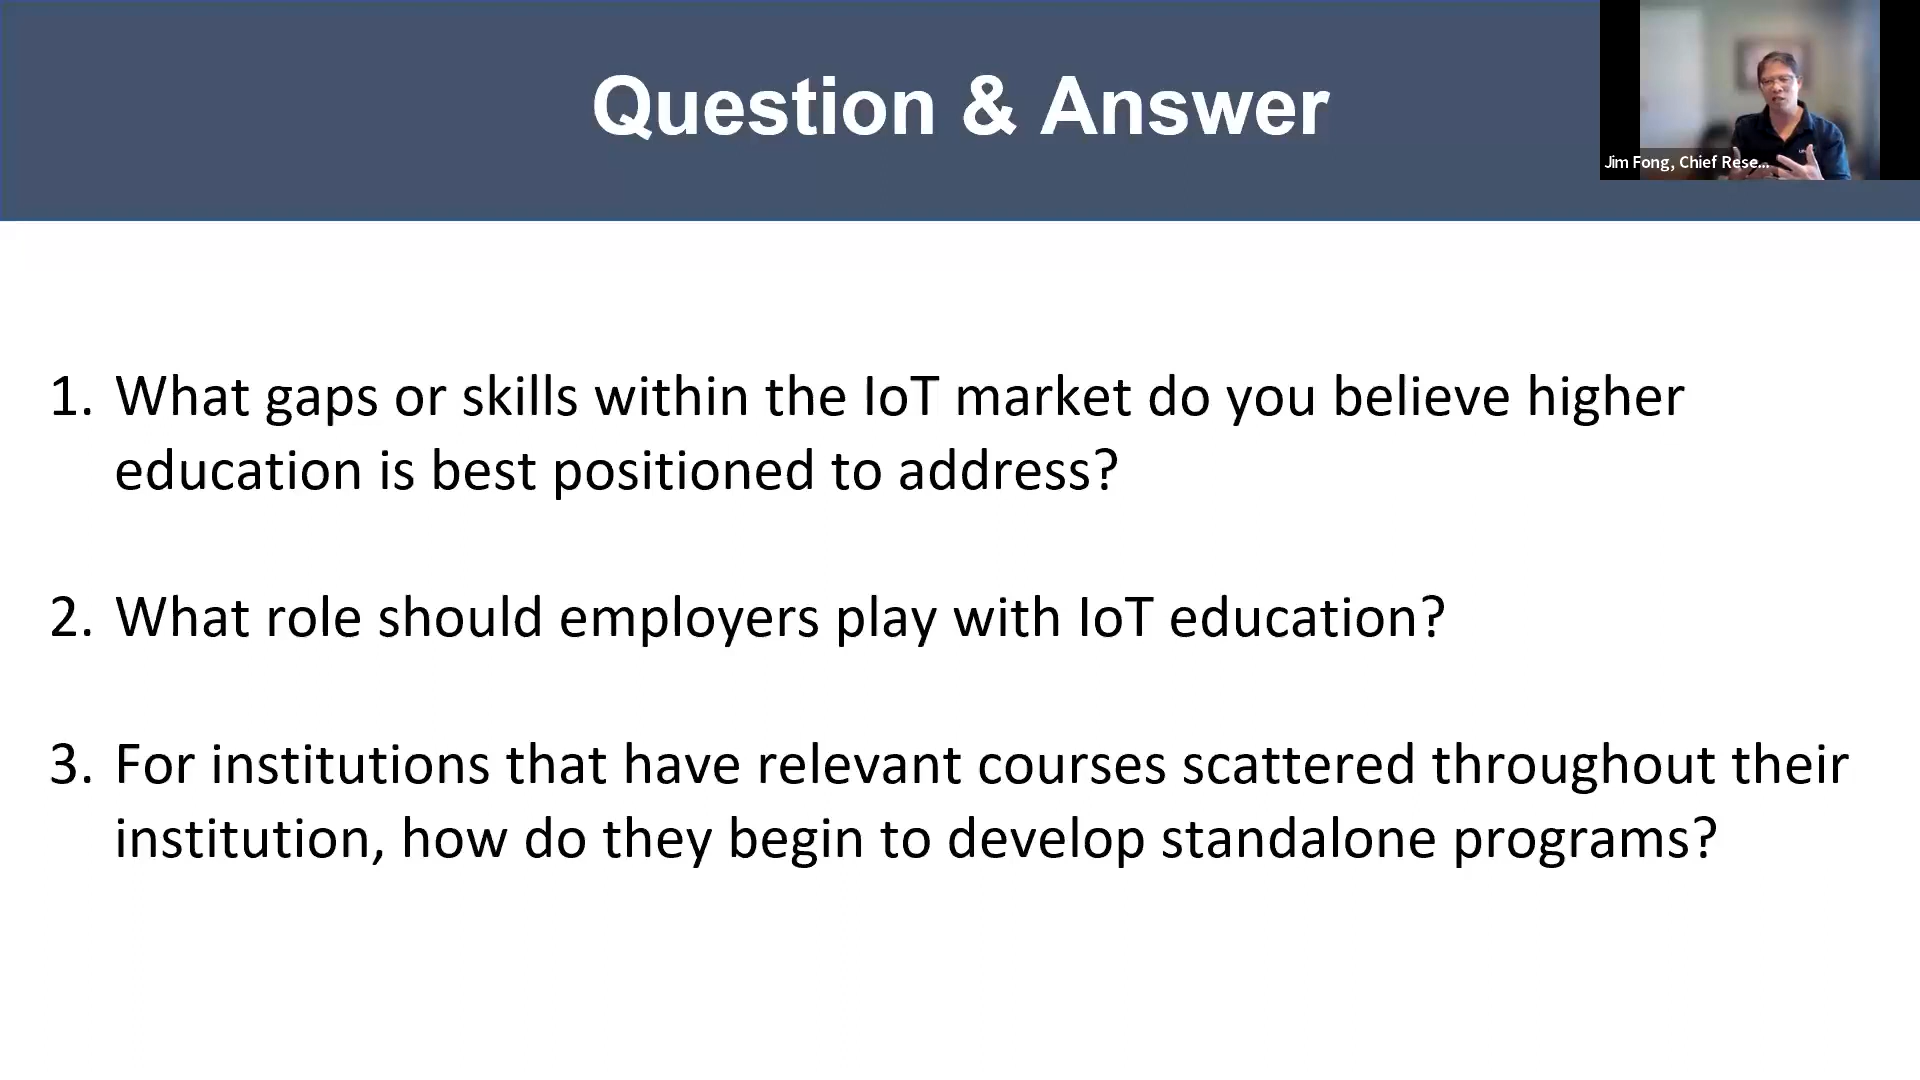 Question & Answer
Jim Fong, Chief Rese...
1. What gaps or skills within the IoT market do you believe higher
education is best positioned to address?
2. What role should employers play with IoT education?
3. For institutions that have relevant courses scattered throughout their
institution, how do they begin to develop standalone programs?